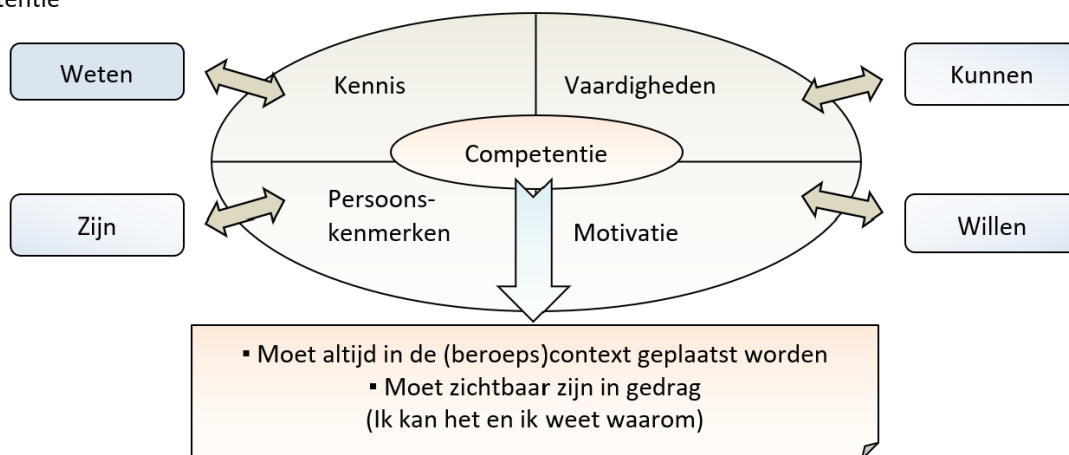 Weten
Kennis
Vaardigheden
Kunnen
Competentie
Zijn
Persoons-
kenmerken
Motivatie
Willen
▪ Moet altijd in de (beroeps)context geplaatst worden
▪ Moet zichtbaar zijn in gedrag
(Ik kan het en ik weet waarom)